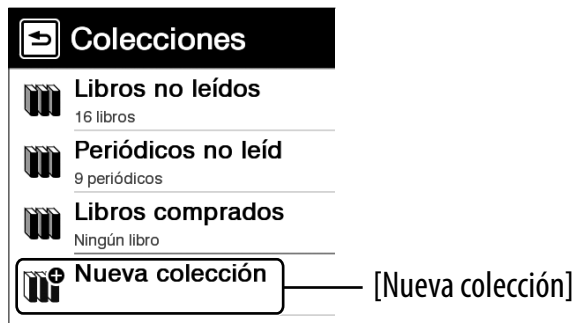 Colecciones
Libros no leídos
16 libros
Periódicos no leíd
9 periódicos
Libros comprados
Ningún libro
Nueva colección
[Nueva colección]